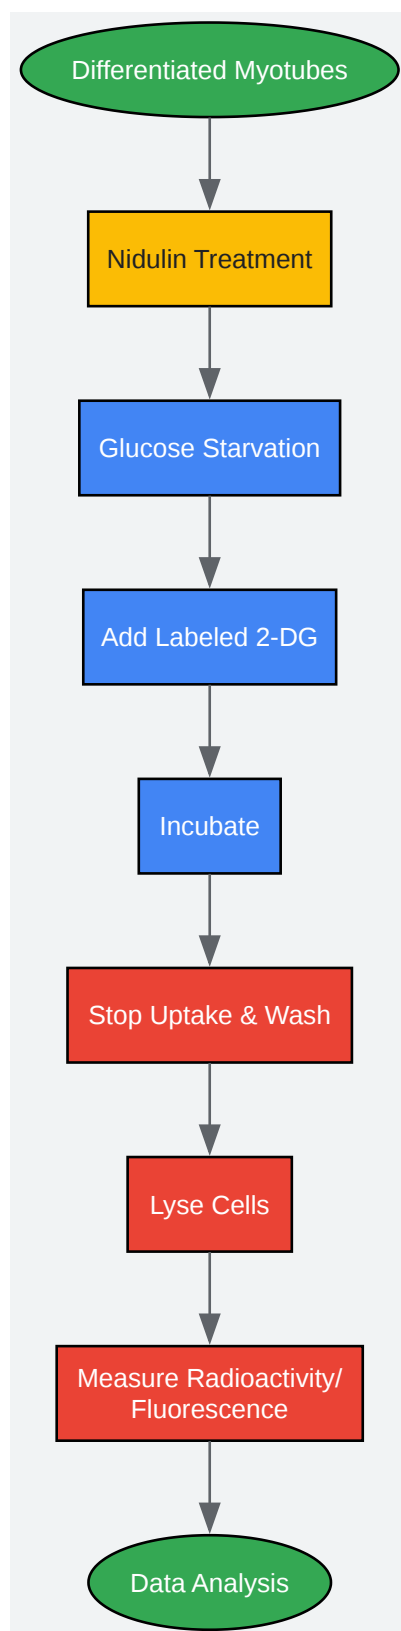 Differentiated Myotubes
Nidulin Treatment
Glucose Starvation
Add Labeled 2-DG
Incubate
Stop Uptake & Wash
Lyse Cells
Measure Radioactivity/
Fluorescence
Data Analysis